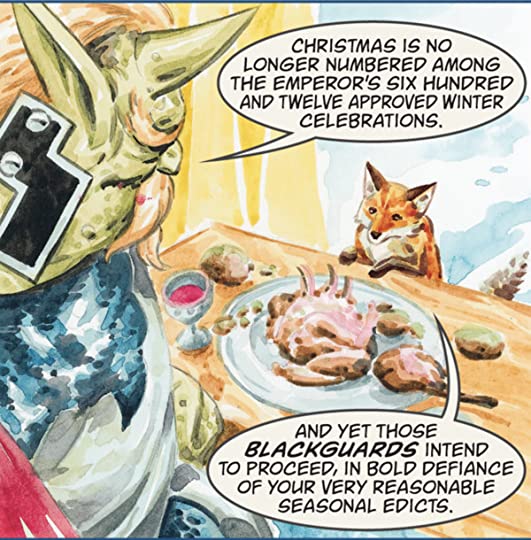 CHRISTMAS IS NO
LONGER NUMBERED AMONG
THE EMPEROR'S SIX HUNDRED
AND TWELVE APPROVED WINTER
CELEBRATIONS.
AND YET THOSE
BLACKGUARDS INTEND
TO PROCEED, IN BOLD DEFIANCE
OF YOUR VERY REASONABLE
SEASONAL EDICTS.